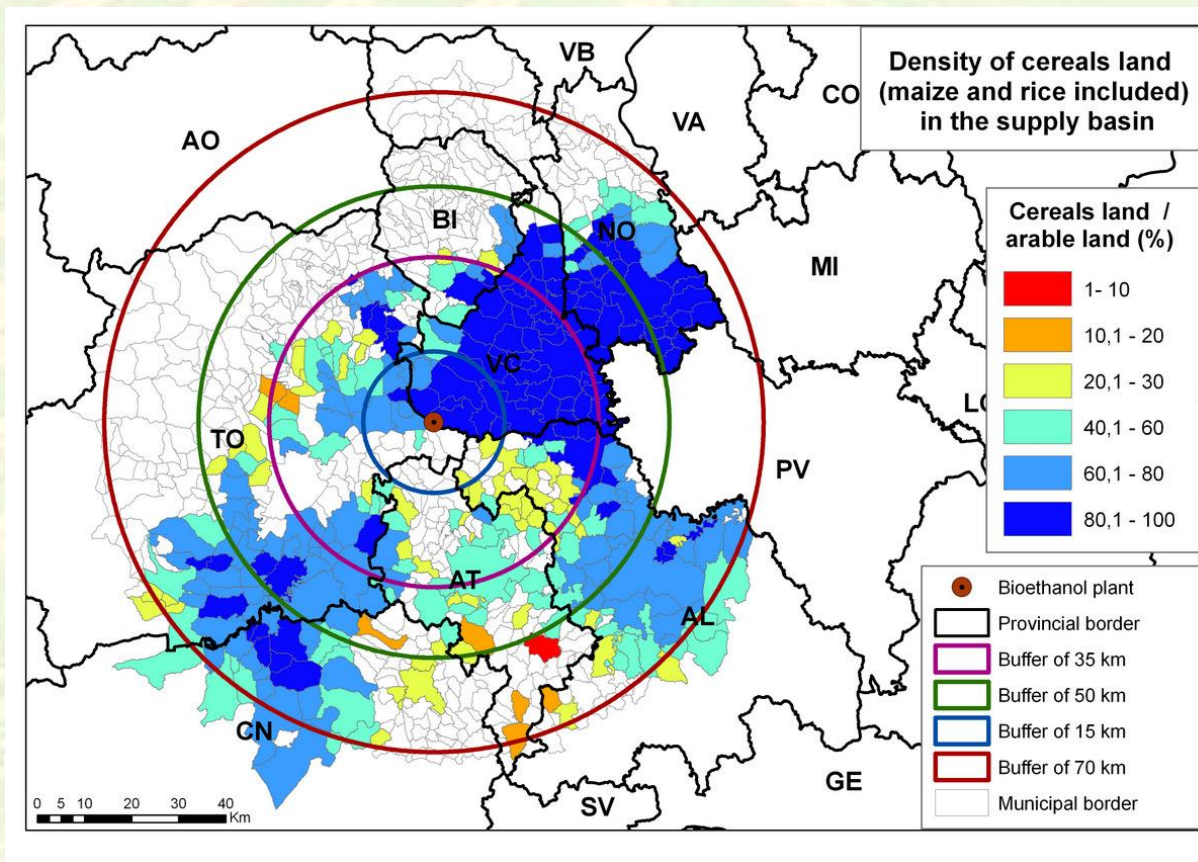 Density of cereals land
(maize and rice included)
in the supply basin
VB
CO
VA
AO
BI
NO
MI
VC
TO
PV
AT
AL
CN
GE
SV
Cereals land /
arable land (%)
1- 10
10,1 - 20
20,1 - 30
40,1 - 60
60,1 - 80
80,1 - 100
Bioethanol plant
Provincial border
Buffer of 35 km
Buffer of 50 km
Buffer of 15 km
Buffer of 70 km
Municipal border
0 5 10 20 30 40
Km